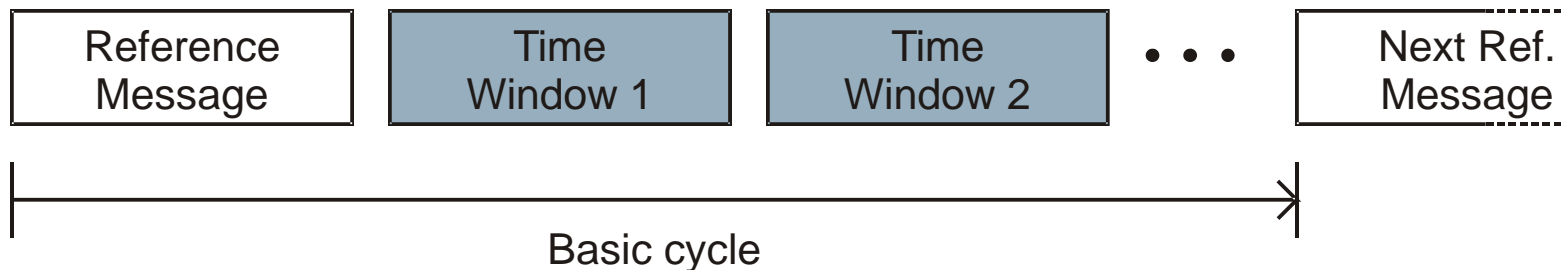 Reference
Message
Time
Window 1
Time
Window 2
• • •
Next Ref.
Message
Basic cycle